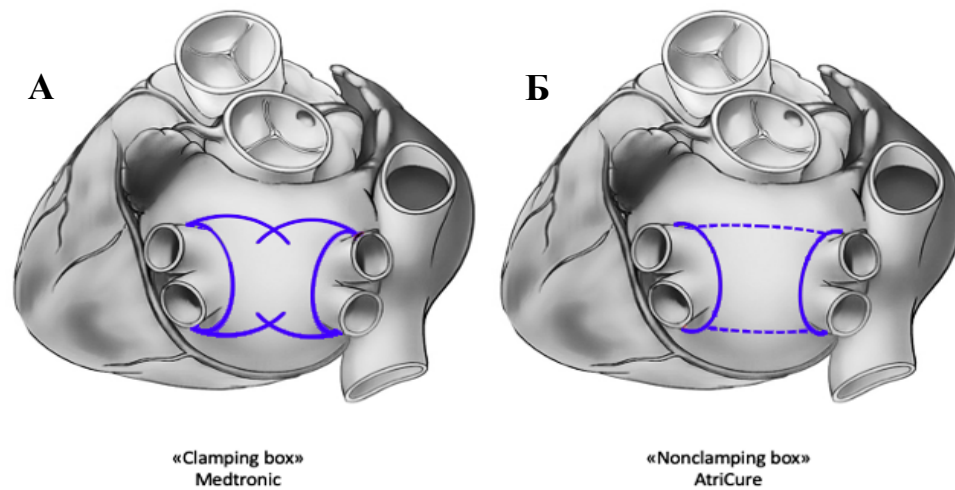 А
Б
«Clamping box»
Medtronic
«Nonclamping box»
AtriCure